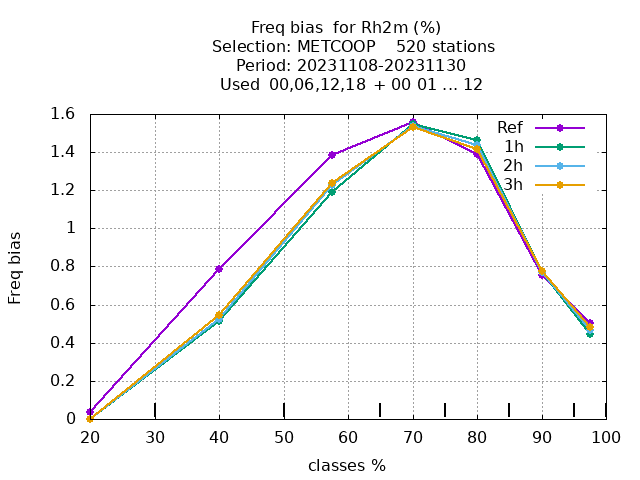 Freq bias  for Rh2m (%)
Selection: METCOOP    520 stations
Period: 20231108-20231130
Used  00,06,12,18  + 00 01 ... 12
Freq bias
1.6
1.4
1.2
1
0.8
0.6
0.4
0.2
0
Ref
1h
2h
3h
20 30 40 50 60 70 80 90 100
classes %